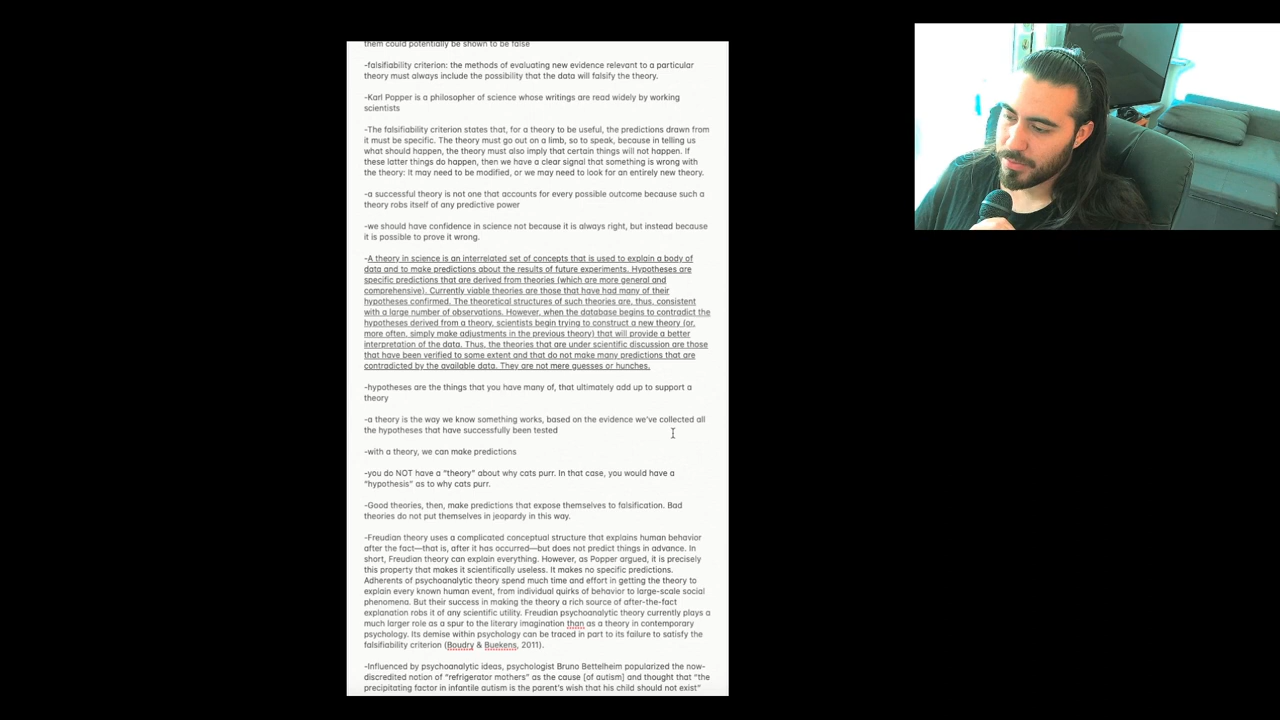 them could potentially be shown to be false
-falsifiability criterion: the methods of evaluating new evidence relevant to a particular
theory must always include the possibility that the data will falsify the theory.
-Karl Popper is a philosopher of science whose writings are read widely by working
scientists
-The falsifiability criterion states that, for a theory to be useful, the predictions drawn from
it must be specific. The theory must go out on a limb, so to speak, because in telling us
what should happen, the theory must also imply that certain things will not happen. If
these latter things do happen, then we have a clear signal that something is wrong with
the theory: It may need to be modified, or we may need to look for an entirely new theory.
-a successful theory is not one that accounts for every possible outcome because such a
theory robs itself of any predictive power
-we should have confidence in science not because it is always right, but instead because
it is possible to prove it wrong.
-A theory in science is an interrelated set of concepts that is used to explain a body of
data and to make predictions about the results of future experiments. Hypotheses are
specific predictions that are derived from theories (which are more general and
comprehensive). Currently viable theories are those that have had many of their
hypotheses confirmed. The theoretical structures of such theories are, thus, consistent
with a large number of observations. However, when the database begins to contradict the
hypotheses derived from a theory, scientists begin trying to construct a new theory (or,
more often, simply make adjustments in the previous theory) that will provide a better
interpretation of the data. Thus, the theories that are under scientific discussion are those
that have been verified to some extent and that do not make many predictions that are
contradicted by the available data. They are not mere guesses or hunches.
-hypotheses are the things that you have many of, that ultimately add up to support a
theory
-a theory is the way we know something works, based on the evidence we've collected all
the hypotheses that have successfully been tested
-with a theory, we can make predictions
-you do NOT have a "theory" about why cats purr. In that case, you would have a
"hypothesis" as to why cats purr.
-Good theories, then, make predictions that expose themselves to falsification. Bad
theories do not put themselves in jeopardy in this way.
-Freudian theory uses a complicated conceptual structure that explains human behavior
after the fact—that is, after it has occurred—but does not predict things in advance. In
short, Freudian theory can explain everything. However, as Popper argued, it is precisely
this property that makes it scientifically useless. It makes no specific predictions.
Adherents of psychoanalytic theory spend much time and effort in getting the theory to
explain every known human event, from individual quirks of behavior to large-scale social
phenomena. But their success in making the theory a rich source of after-the-fact
explanation robs it of any scientific utility. Freudian psychoanalytic theory currently plays a
much larger role as a spur to the literary imagination than as a theory in contemporary
psychology. Its demise within psychology can be traced in part to its failure to satisfy the
falsifiability criterion (Boudry & Buekens, 2011).
-Influenced by psychoanalytic ideas, psychologist Bruno Bettelheim popularized the now-
discredited notion of "refrigerator mothers" as the cause [of autism] and thought that "the
precipitating factor in infantile autism is the parent's wish that his child should not exist"